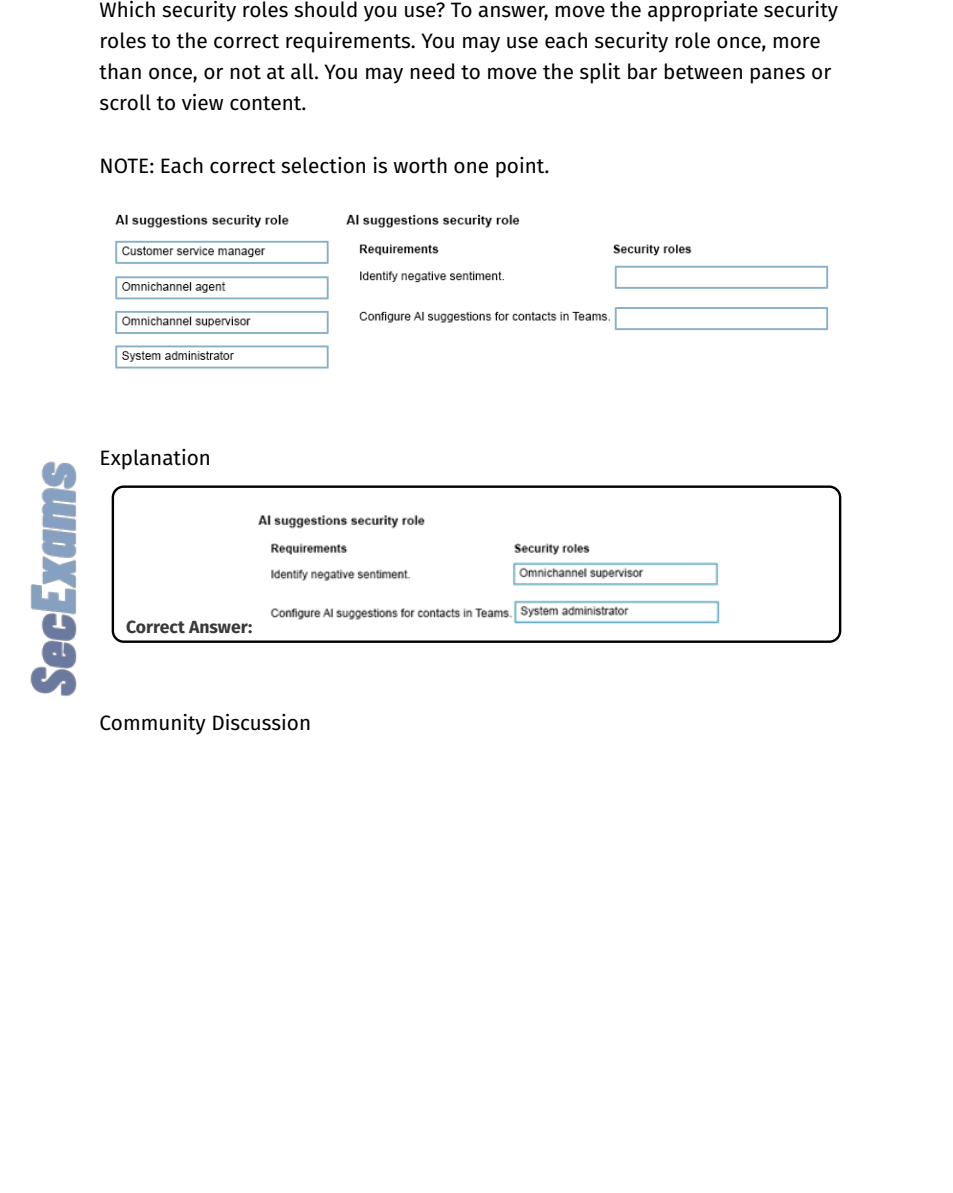 Which security roles should you use? To answer, move the appropriate security
roles to the correct requirements. You may use each security role once, more
than once, or not at all. You may need to move the split bar between panes or
scroll to view content.
NOTE: Each correct selection is worth one point.
AI suggestions security role
Customer service manager
Omnichannel agent
Omnichannel supervisor
System administrator
AI suggestions security role
Requirements Security roles
Identify negative sentiment.
Configure AI suggestions for contacts in Teams.
Explanation
AI suggestions security role
Requirements Security roles
Identify negative sentiment. Omnichannel supervisor
Configure AI suggestions for contacts in Teams. System administrator
Correct Answer:
SecExams
Community Discussion